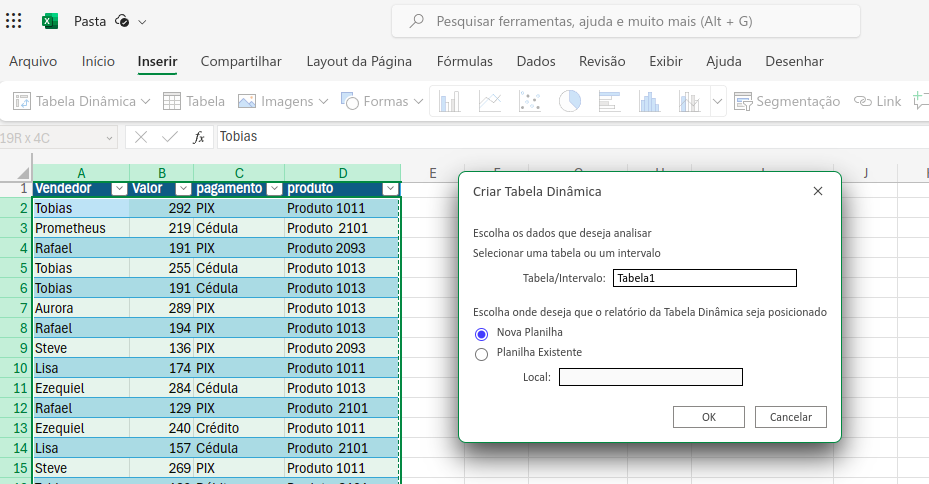 Pasta
Pesquisar ferramentas, ajuda e muito mais (Alt + G)
Arquivo Início Inserir Compartilhar Layout da Página Fórmulas Dados Revisão Exibir Ajuda Desenhar
Tabela Dinâmica Tabela Imagens Formas Segmentação Link
19R x 4C fx Tobias
A B C D E J
1 Vendedor Valor pagamento produto
2 Tobias 292 PIX Produto 1011
3 Prometheus 219 Cédula Produto 2101
4 Rafael 191 PIX Produto 2093
5 Tobias 255 Cédula Produto 1013
6 Tobias 191 Cédula Produto 1013
7 Aurora 289 PIX Produto 1013
8 Rafael 194 PIX Produto 1013
9 Steve 136 PIX Produto 2093
10 Lisa 174 PIX Produto 1011
11 Ezequiel 284 Cédula Produto 1013
12 Rafael 129 PIX Produto 2101
13 Ezequiel 240 Crédito Produto 1011
14 Lisa 157 Cédula Produto 2101
15 Steve 269 PIX Produto 1011
Criar Tabela Dinâmica
Escolha os dados que deseja analisar
Selecionar uma tabela ou um intervalo
Tabela/Intervalo: Tabela1
Escolha onde deseja que o relatório da Tabela Dinâmica seja posicionado
Nova Planilha
Planilha Existente
Local:
OK Cancelar